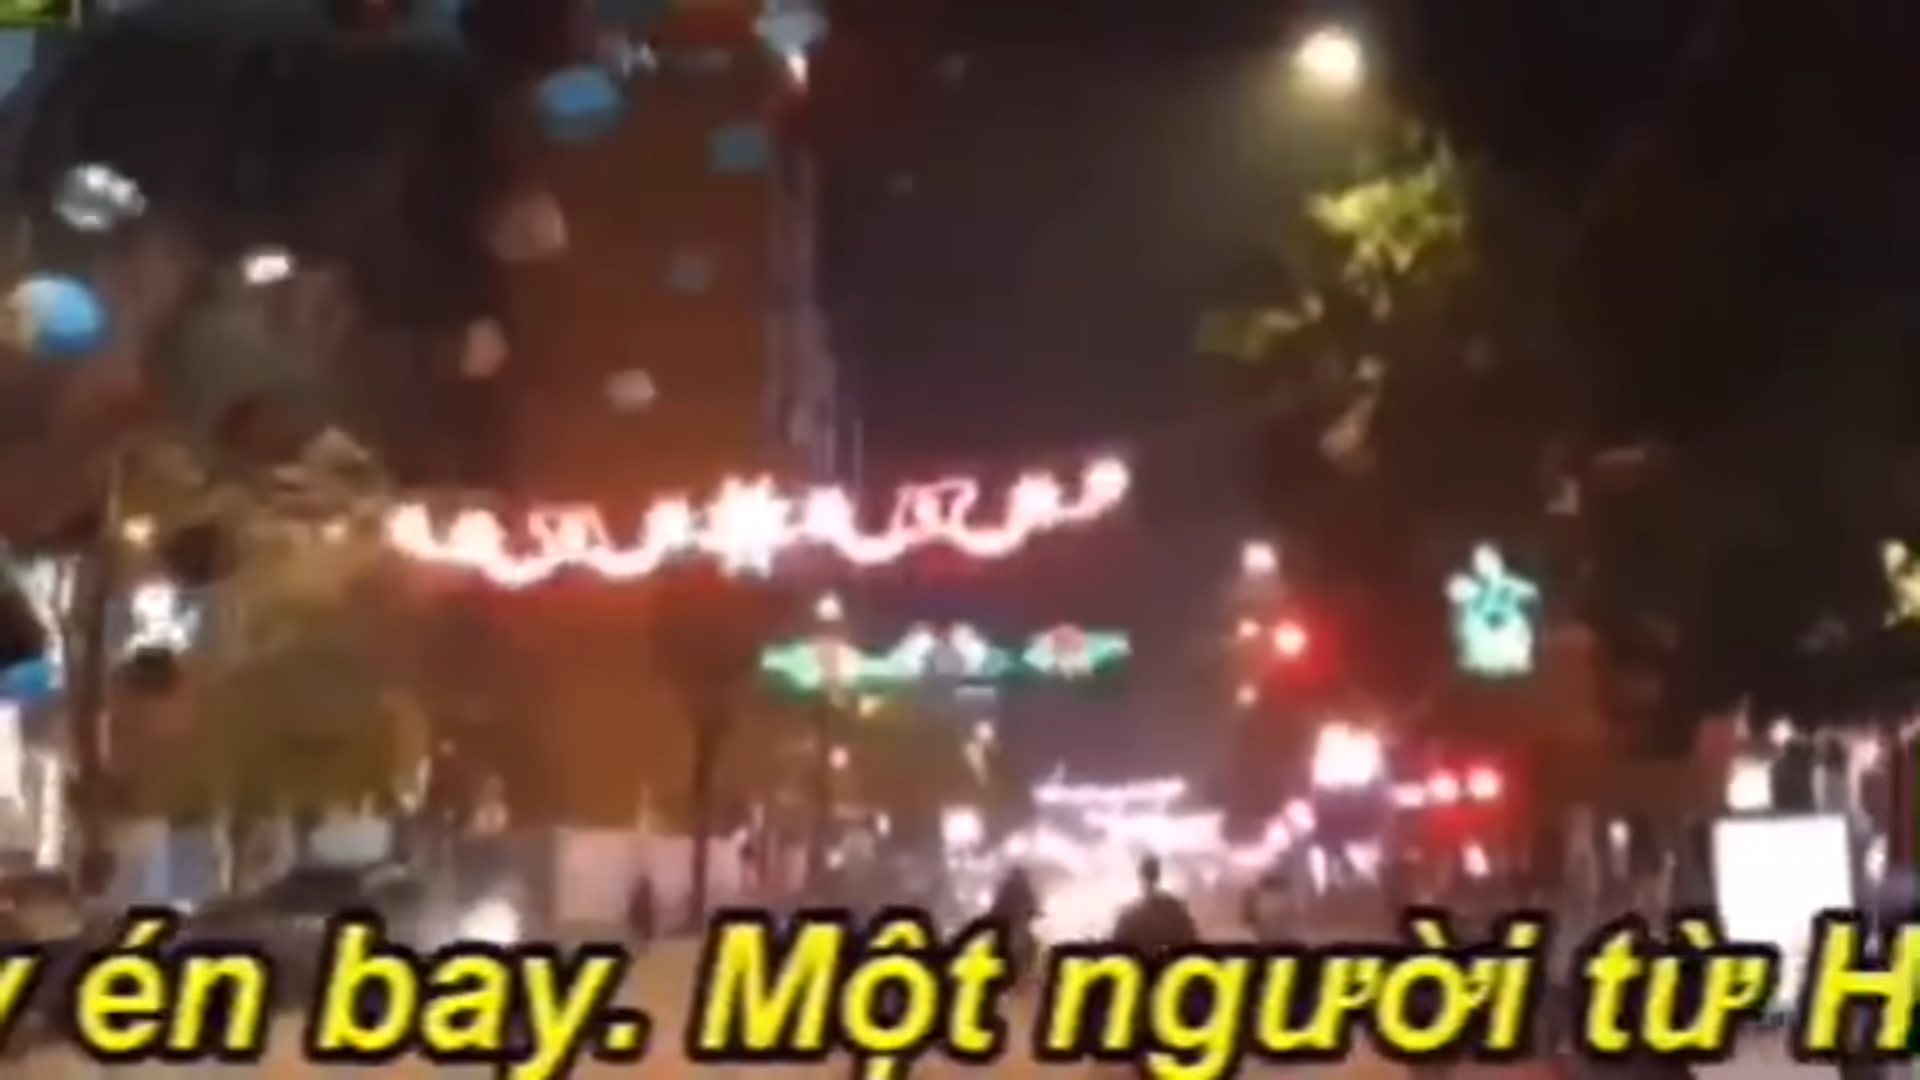 én bay. Một người từ H